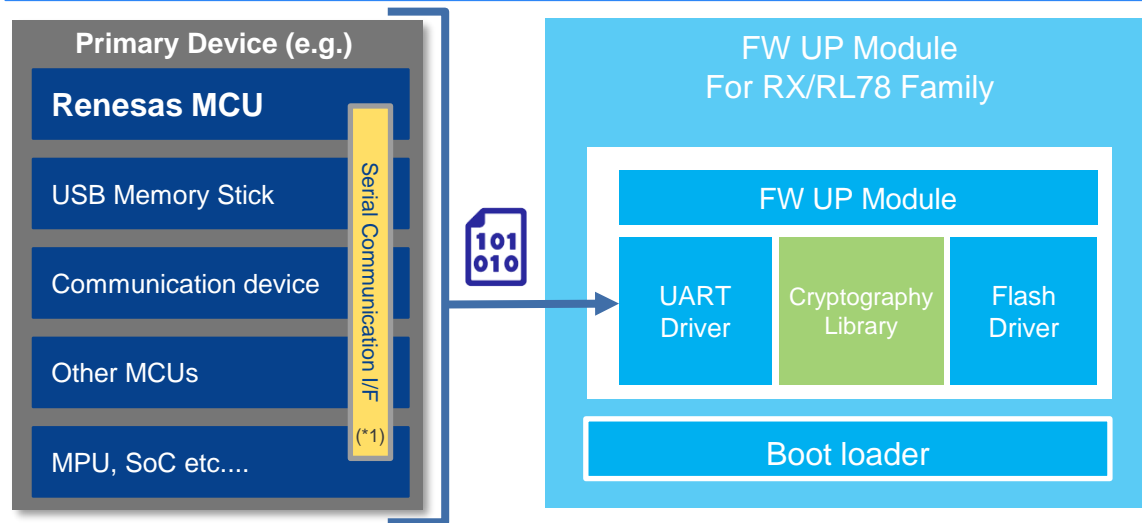 Primary Device (e.g.)
Renesas MCU
USB Memory Stick
Communication device
Other MCUs
MPU, SoC etc....
Serial Communication I/F
(*1)
101
010
FW UP Module
For RX/RL78 Family
FW UP Module
UART
Driver
Cryptography
Library
Flash
Driver
Boot loader